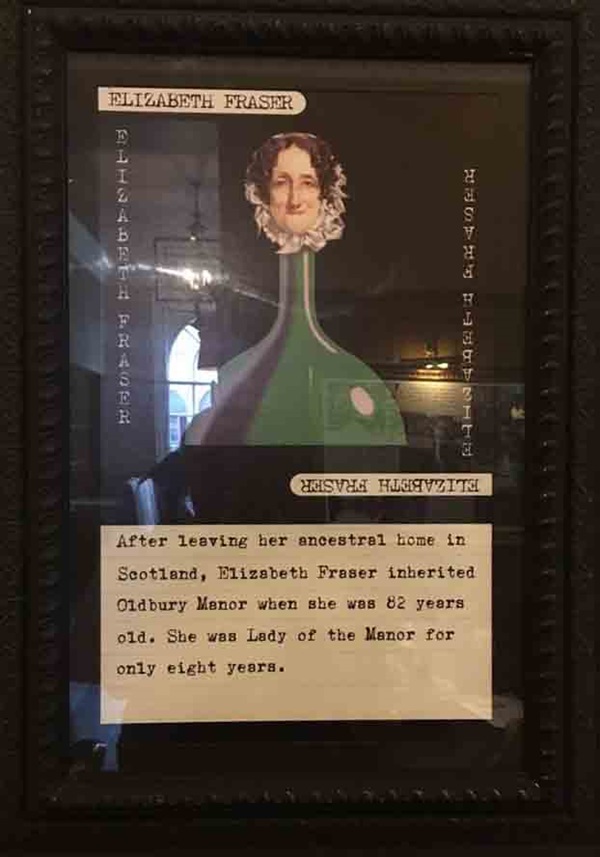 ELIZABETH FRASER
ELIZABETH FRASER
ELIZABETH FRASER
ELIZABETH FRASER
After leaving her ancestral home in
Scotland, Elizabeth Fraser inherited
Oldbury Manor when she was 82 years
old. She was Lady of the Manor for
only eight years.